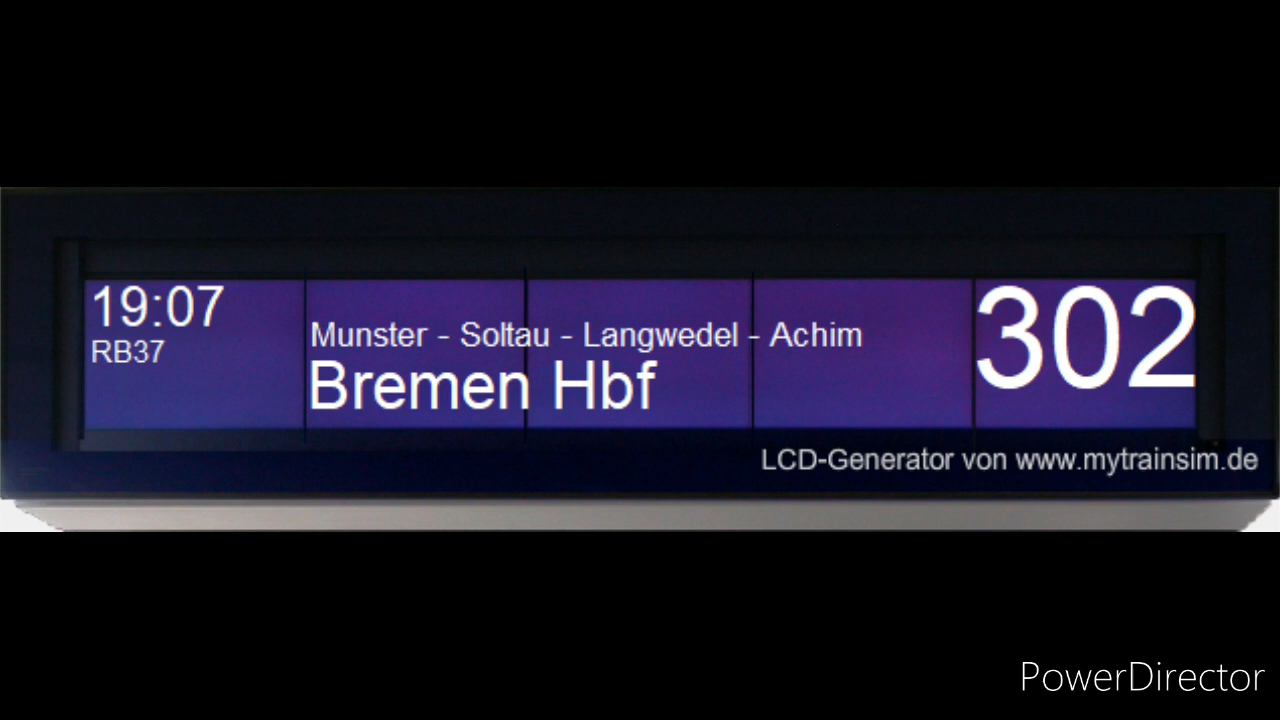 19:07
RB37
Munster - Soltau - Langwedel - Achim
Bremen Hbf
302
LCD-Generator von www.mytrainsim.de
PowerDirector